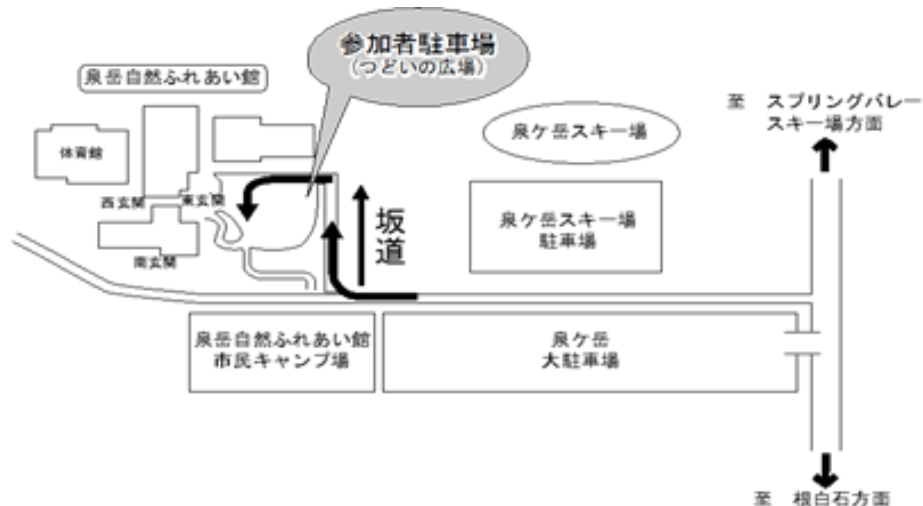 参加者駐車場
(つどいの広場)
泉岳自然ふれあい館
至 スプリングバレー
スキー場方面
泉ケ岳スキー場
体育館
西玄関
東玄関
坂道
泉ケ岳スキー場
駐車場
南玄関
泉岳自然ふれあい館
市民キャンプ場
泉ケ岳
大駐車場
至 根白石方面